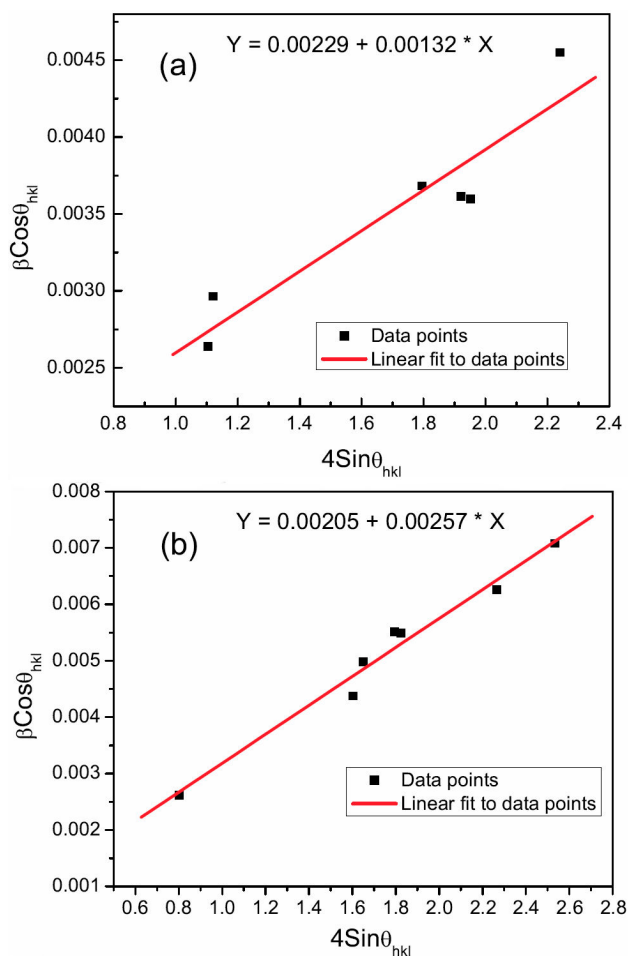 (a)
Y = 0.00229 + 0.00132 * X
0.0045
0.0040
0.0035
0.0030
0.0025
βCosθhkl
Data points
Linear fit to data points
0.8 1.0 1.2 1.4 1.6 1.8 2.0 2.2 2.4
4Sinθhkl
(b)
Y = 0.00205 + 0.00257 * X
0.008
0.007
0.006
0.005
0.004
0.003
0.002
0.001
βCosθhkl
Data points
Linear fit to data points
0.6 0.8 1.0 1.2 1.4 1.6 1.8 2.0 2.2 2.4 2.6 2.8
4Sinθhkl